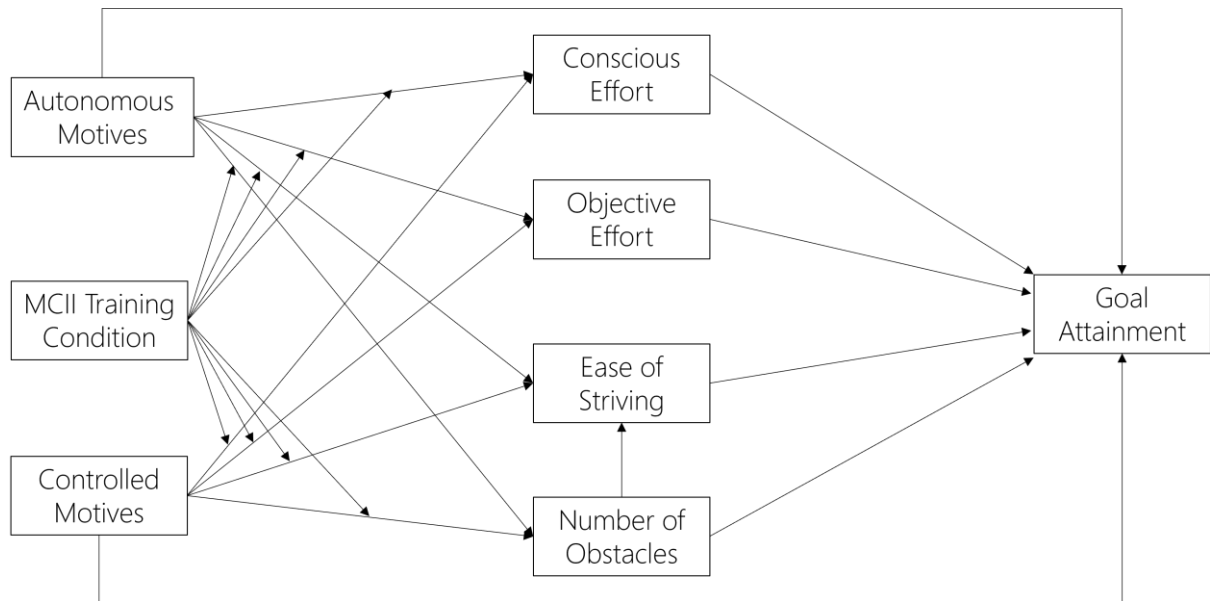 Autonomous
Motives
MCII Training
Condition
Controlled
Motives
Conscious
Effort
Objective
Effort
Ease of
Striving
Number of
Obstacles
Goal
Attainment